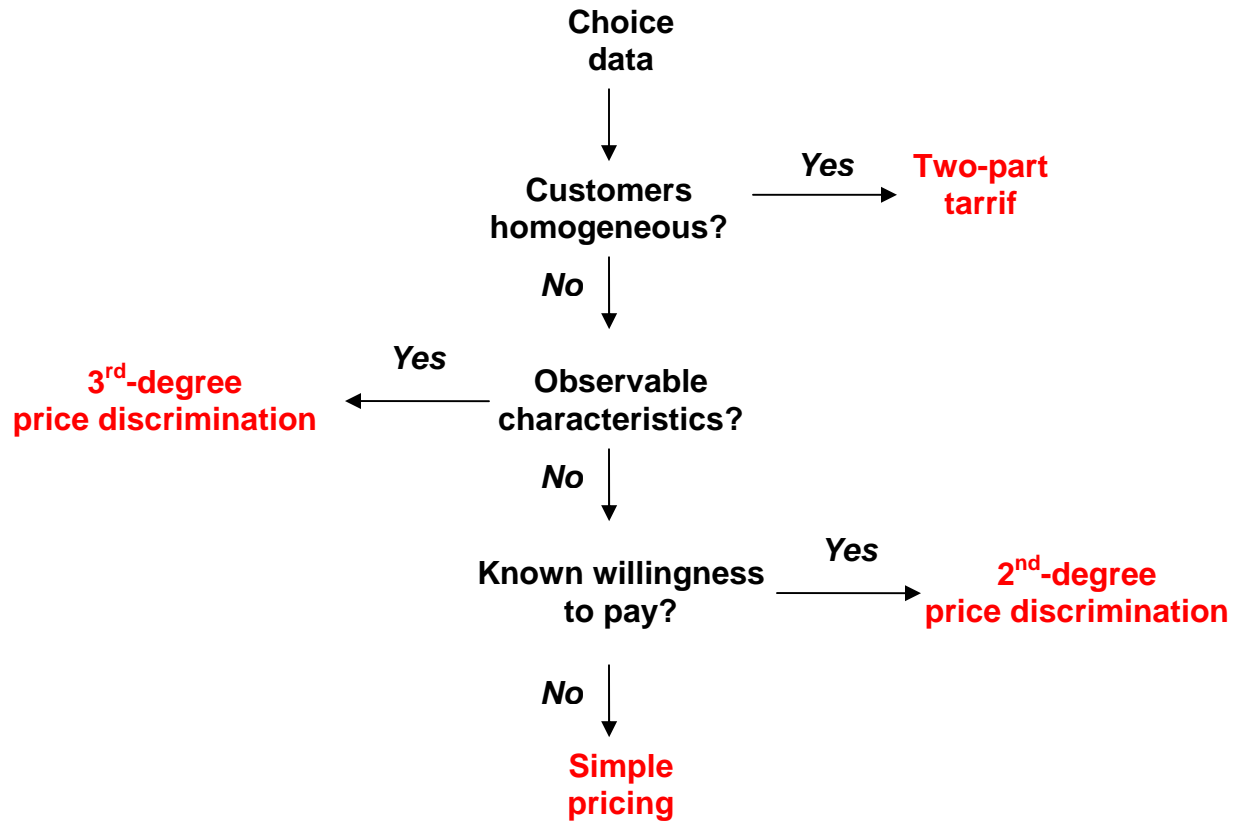 Choice
data
Customers
homogeneous?
Yes
Two-part
tarrif
No
Observable
characteristics?
Yes
3rd-degree
price discrimination
No
Known willingness
to pay?
Yes
2nd-degree
price discrimination
No
Simple
pricing